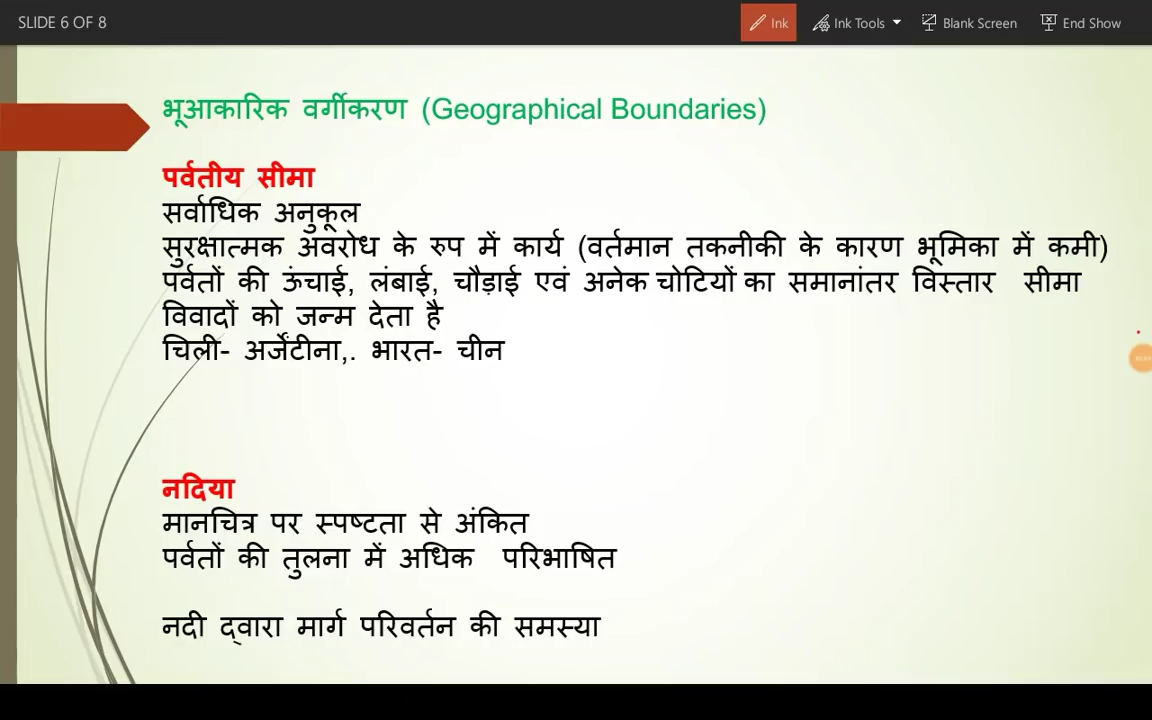 SLIDE 6 OF 8
Ink
Ink Tools
Blank Screen
End Show
भूआकारिक वर्गीकरण (Geographical Boundaries)
पर्वतीय सीमा
सर्वाधिक अनुकूल
सुरक्षात्मक अवरोध के रुप में कार्य (वर्तमान तकनीकी के कारण भूमिका में कमी)
पर्वतों की ऊंचाई, लंबाई, चौड़ाई एवं अनेक चोटियों का समानांतर विस्तार सीमा
विवादों को जन्म देता है
चिली- अर्जेंटीना,. भारत- चीन
नदिया
मानचित्र पर स्पष्टता से अंकित
पर्वतों की तुलना में अधिक परिभाषित
नदी द्वारा मार्ग परिवर्तन की समस्या